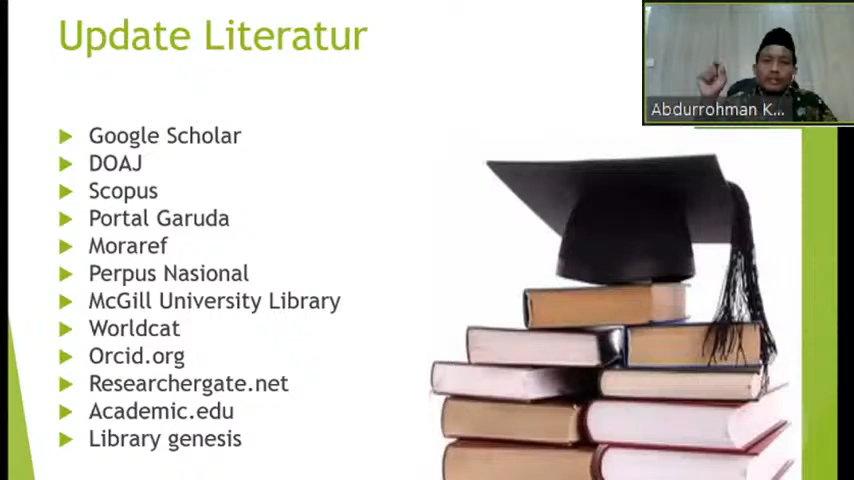 Update Literatur
Abdurrohman K...
Google Scholar
DOAJ
Scopus
Portal Garuda
Moraref
Perpus Nasional
McGill University Library
Worldcat
Orcid.org
Researchergate.net
Academic.edu
Library genesis